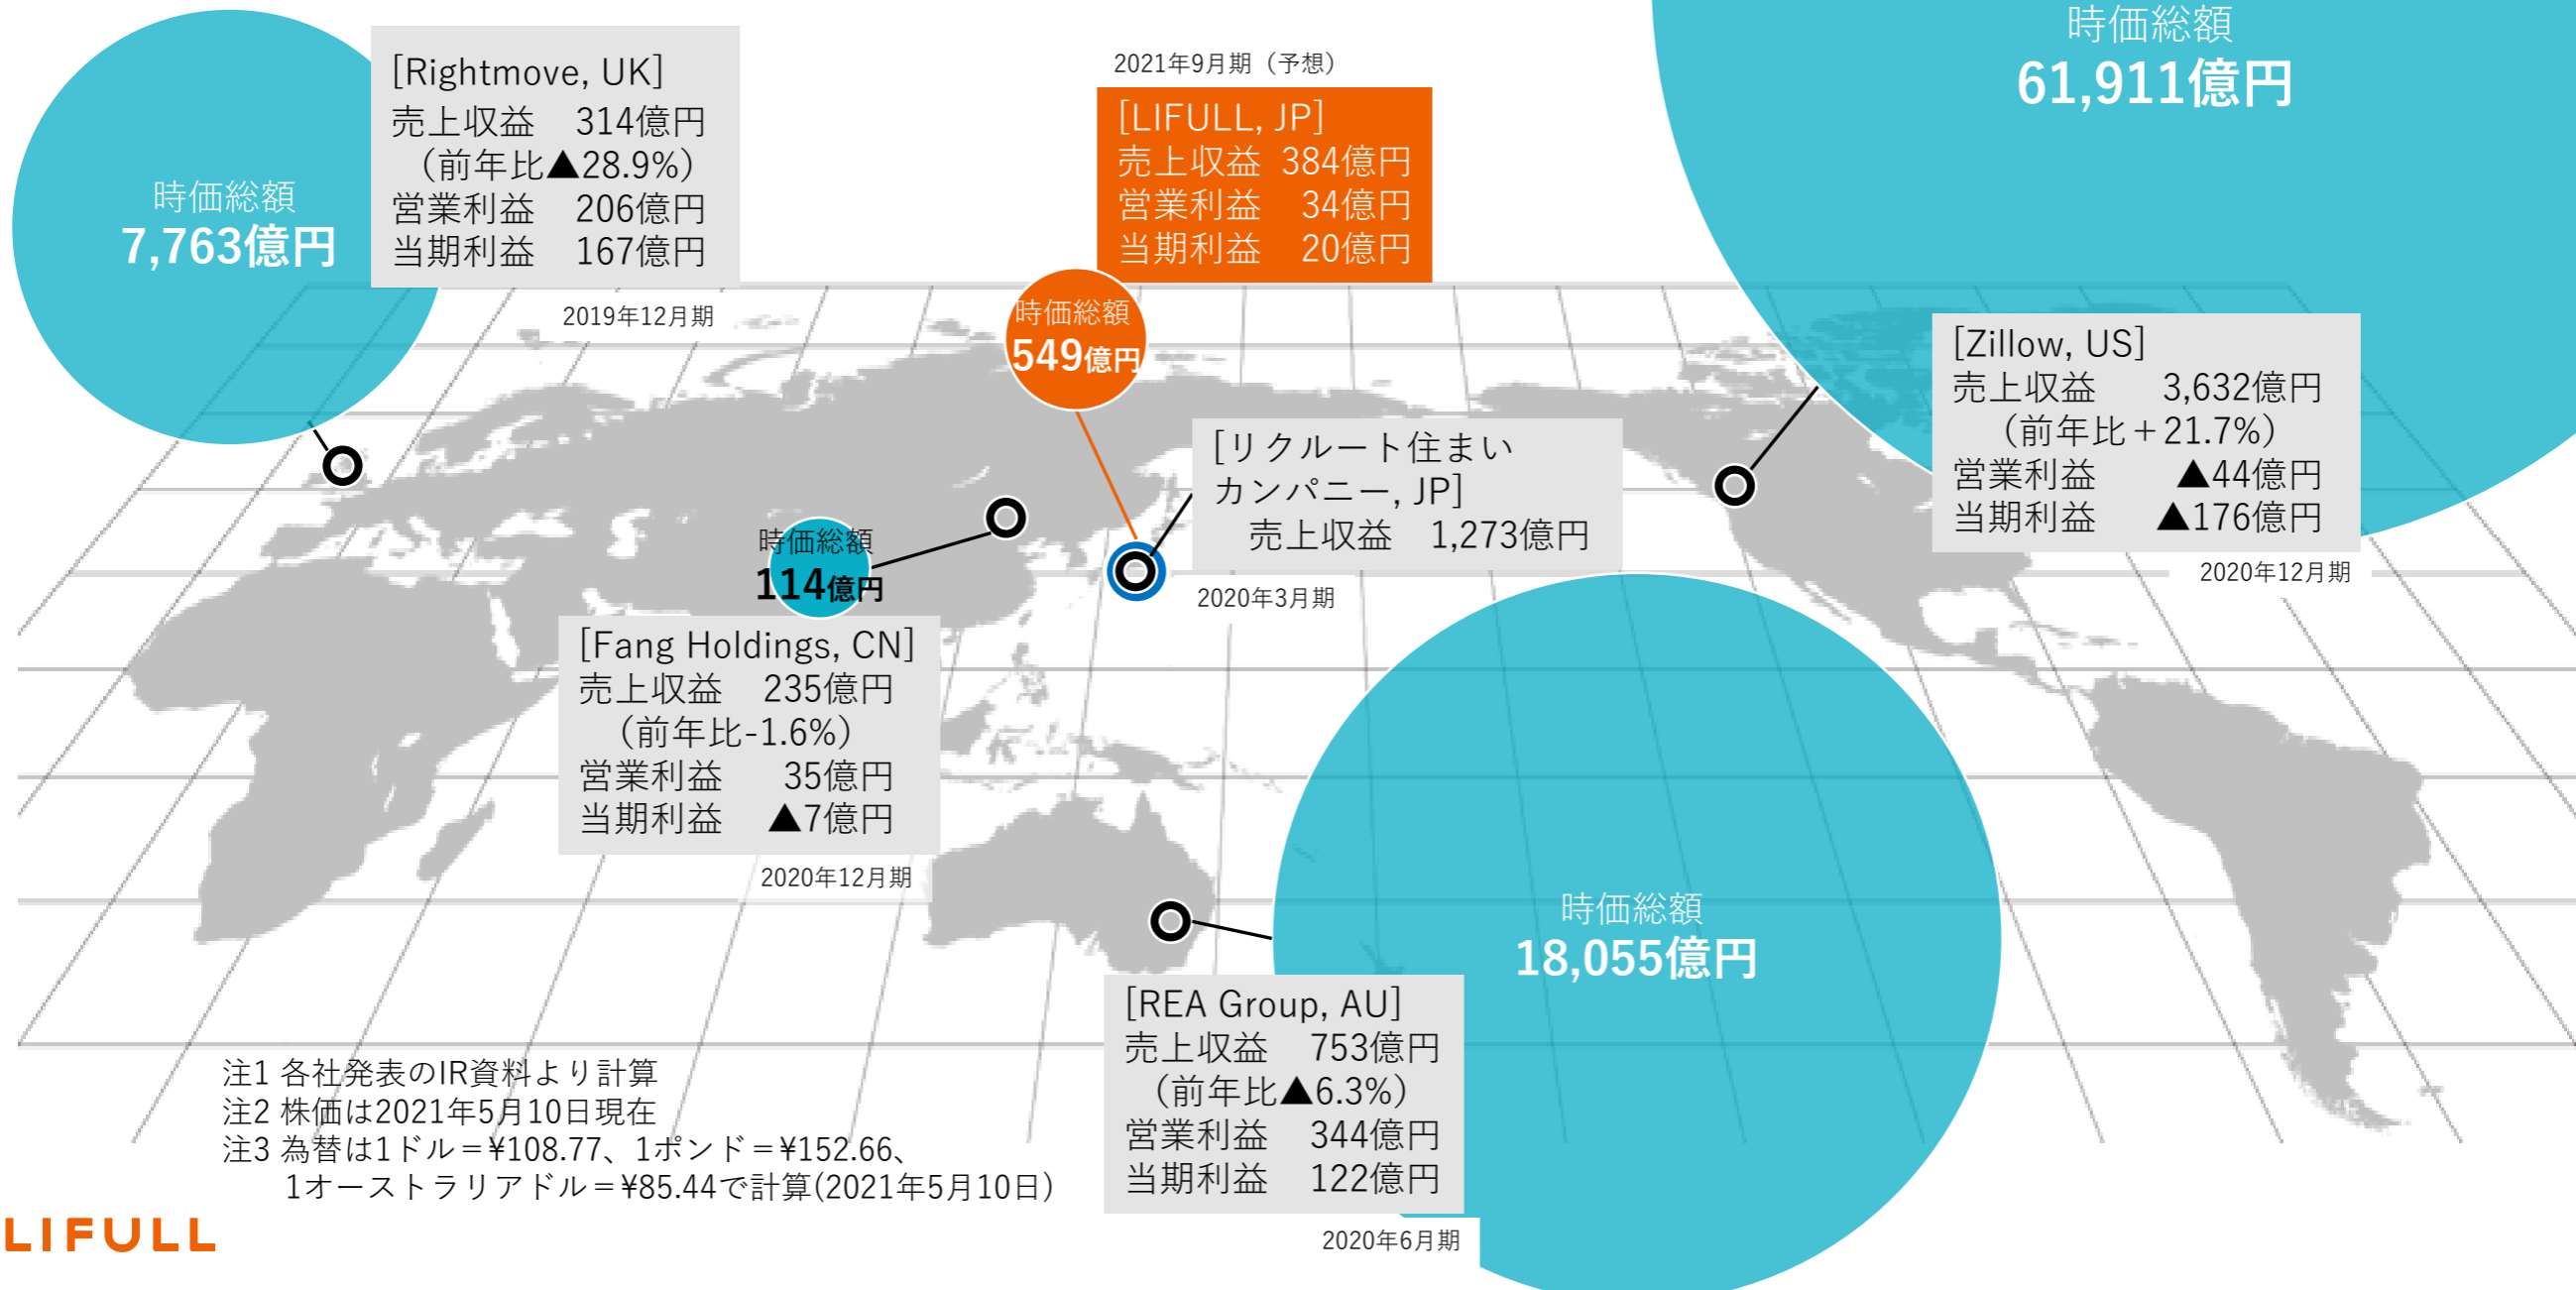 時価総額
7,763億円
[Rightmove, UK]
売上収益 314億円
（前年比▲28.9%）
営業利益 206億円
当期利益 167億円
2019年12月期
2021年9月期（予想）
[LIFULL, JP]
売上収益 384億円
営業利益 34億円
当期利益 20億円
時価総額
549億円
時価総額
61,911億円
[Zillow, US]
売上収益 3,632億円
（前年比＋21.7%）
営業利益 ▲44億円
当期利益 ▲176億円
2020年12月期
[リクルート住まい
カンパニー, JP]
売上収益 1,273億円
2020年3月期
時価総額
114億円
[Fang Holdings, CN]
売上収益 235億円
（前年比-1.6%）
営業利益 35億円
当期利益 ▲7億円
2020年12月期
時価総額
18,055億円
[REA Group, AU]
売上収益 753億円
（前年比▲6.3%）
営業利益 344億円
当期利益 122億円
2020年6月期
注1 各社発表のIR資料より計算
注2 株価は2021年5月10日現在
注3 為替は1ドル＝¥108.77、1ポンド＝¥152.66、
1オーストラリアドル＝¥85.44で計算(2021年5月10日)
LIFULL